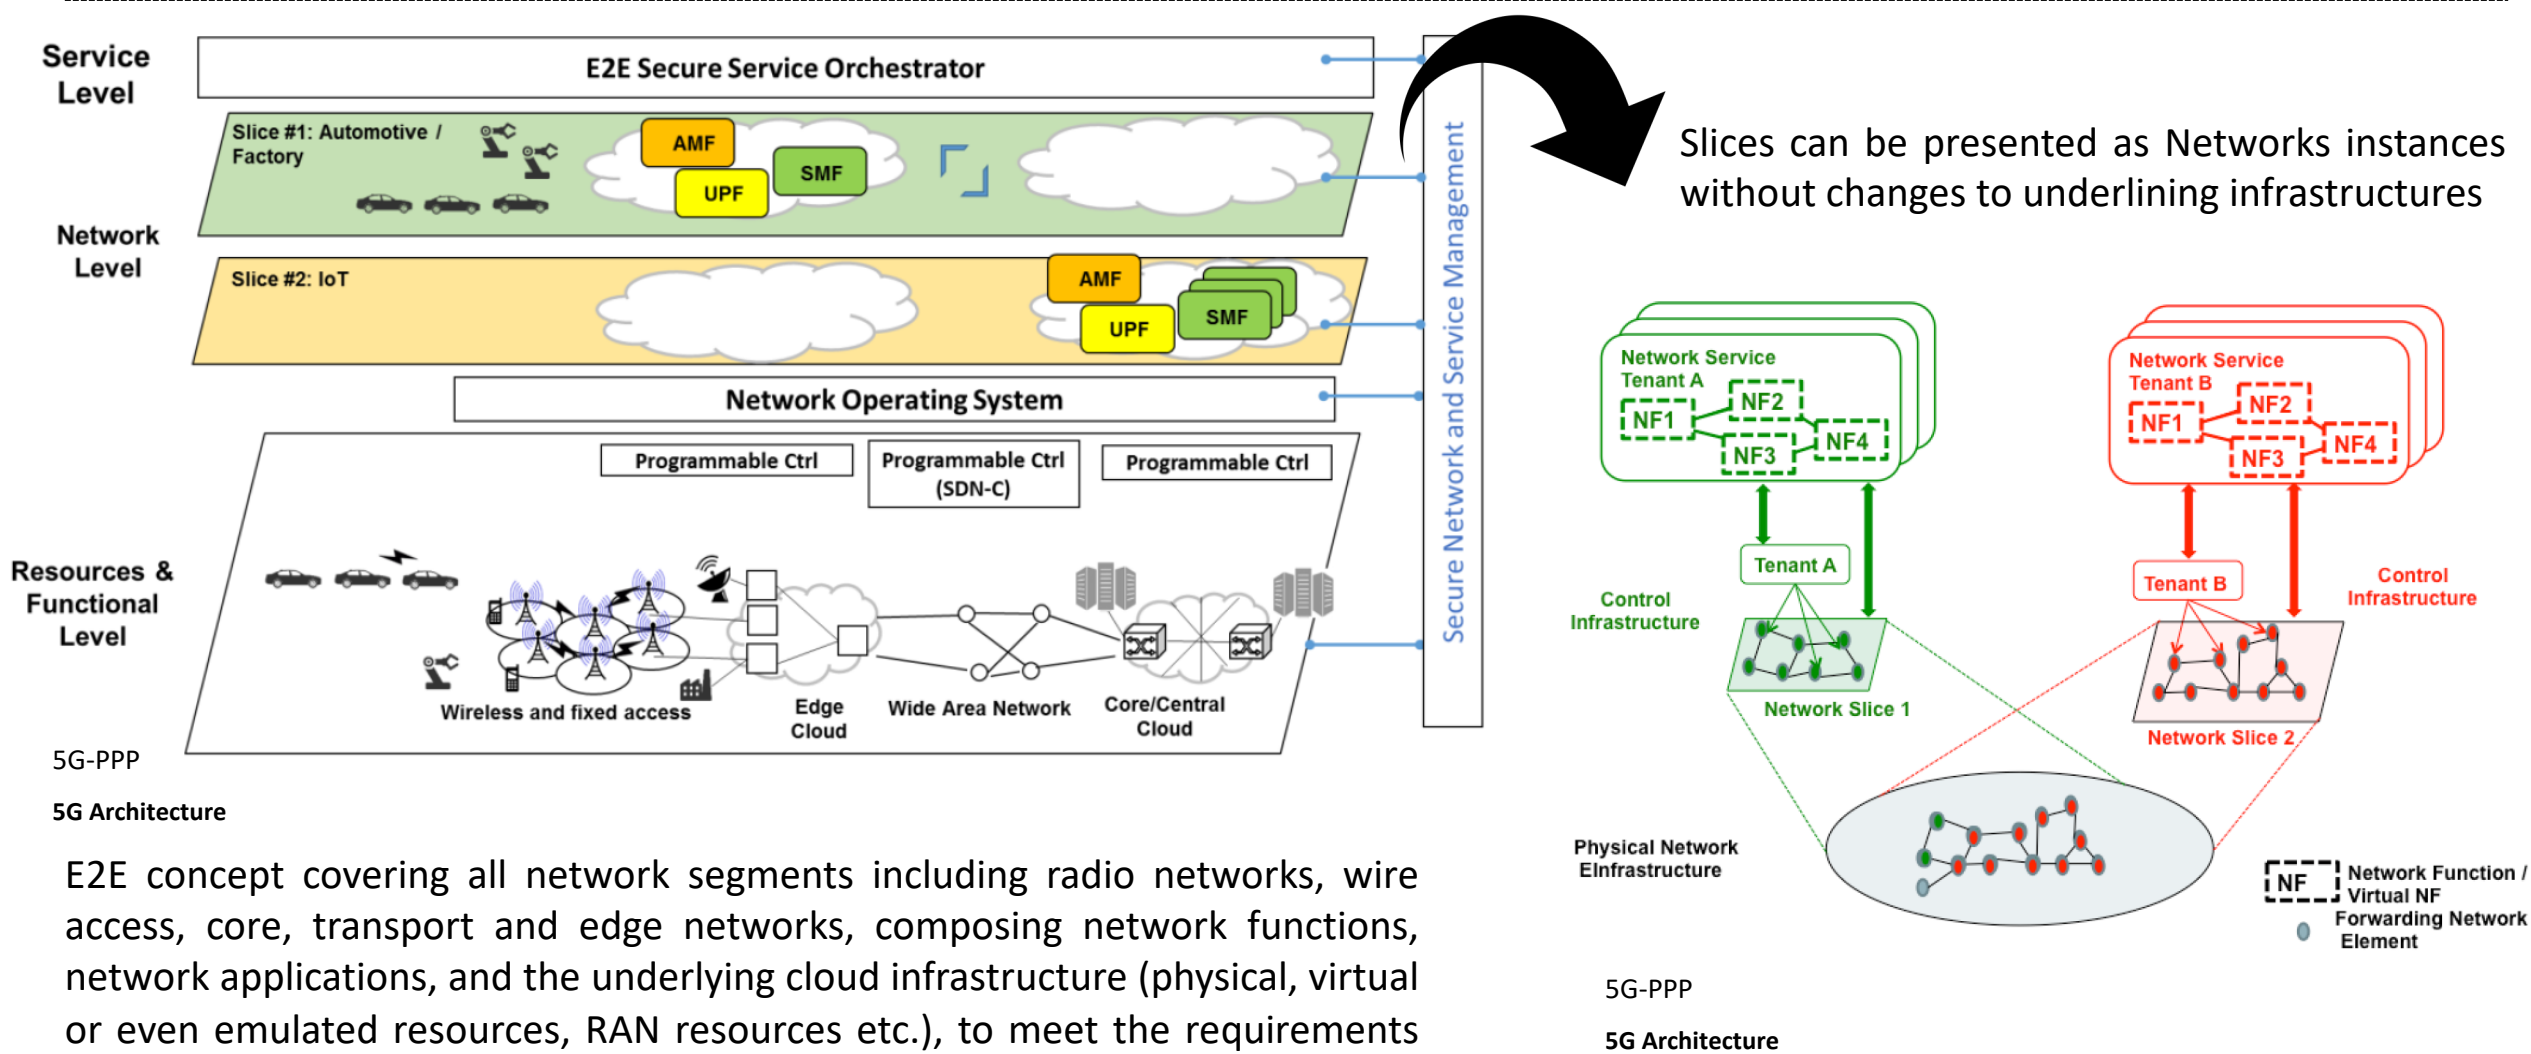 Service
Level
E2E Secure Service Orchestrator
Slice #1: Automotive /
Factory
AMF
UPF
SMF
Network
Level
Slice #2: IoT
AMF
UPF
SMF
Network Operating System
Programmable Ctrl
Programmable Ctrl
(SDN-C)
Programmable Ctrl
Resources &
Functional
Level
Wireless and fixed access
Edge
Cloud
Wide Area Network
Core/Central
Cloud
Secure Network and Service Management
5G-PPP
5G Architecture
E2E concept covering all network segments including radio networks, wire
access, core, transport and edge networks, composing network functions,
network applications, and the underlying cloud infrastructure (physical, virtual
or even emulated resources, RAN resources etc.), to meet the requirements
Slices can be presented as Networks instances
without changes to underlining infrastructures
Network Service
Tenant A
NF1
NF2
NF3
NF4
Network Service
Tenant B
NF1
NF2
NF3
NF4
Tenant A
Control
Infrastructure
Network Slice 1
Tenant B
Control
Infrastructure
Network Slice 2
Physical Network
EInfrastructure
NF
Network Function /
Virtual NF
Forwarding Network
Element
5G-PPP
5G Architecture